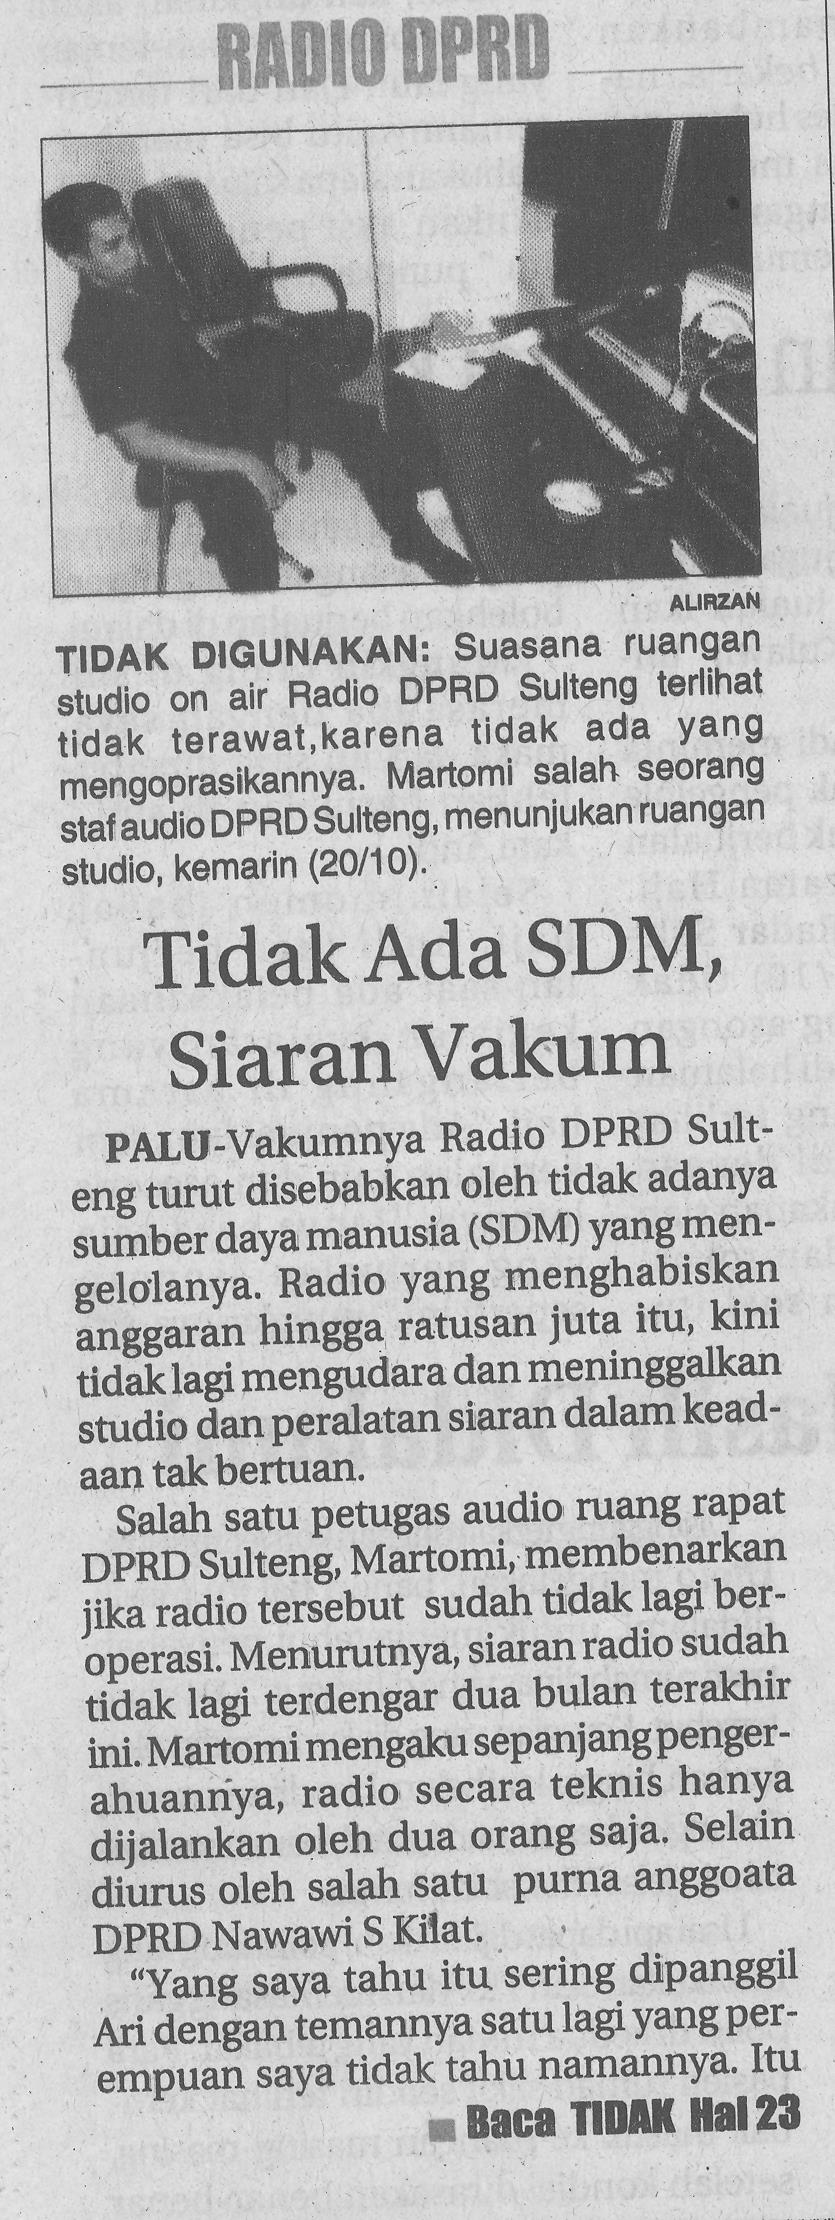 RADIO DPRD
ALIRZAN
TIDAK DIGUNAKAN: Suasana ruangan
studio on air Radio DPRD Sulteng terlihat
tidak terawat,karena tidak ada yang
mengoprasikannya. Martomi salah seorang
staf audio DPRD Sulteng, menunjukan ruangan
studio, kemarin (20/10).
Tidak Ada SDM,
Siaran Vakum
PALU-Vakumnya Radio DPRD Sult-
eng turut disebabkan oleh tidak adanya
sumber daya manusia (SDM) yang men-
gelolanya. Radio yang menghabiskan
anggaran hingga ratusan juta itu, kini
tidak lagi mengudara dan meninggalkan
studio dan peralatan siaran dalam kead-
aan tak bertuan.
Salah satu petugas audio ruang rapat
DPRD Sulteng, Martomi, membenarkan
jika radio tersebut sudah tidak lagi ber-
operasi. Menurutnya, siaran radio sudah
tidak lagi terdengar dua bulan terakhir
ini. Martomi mengaku sepanjang penger-
ahuannya, radio secara teknis hanya
dijalankan oleh dua orang saja. Selain
diurus oleh salah satu purna anggoata
DPRD Nawawi S Kilat.
“Yang saya tahu itu sering dipanggil
Ari dengan temannya satu lagi yang per-
empuan saya tidak tahu namannya. Itu
■ Baca TIDAK Hal 23